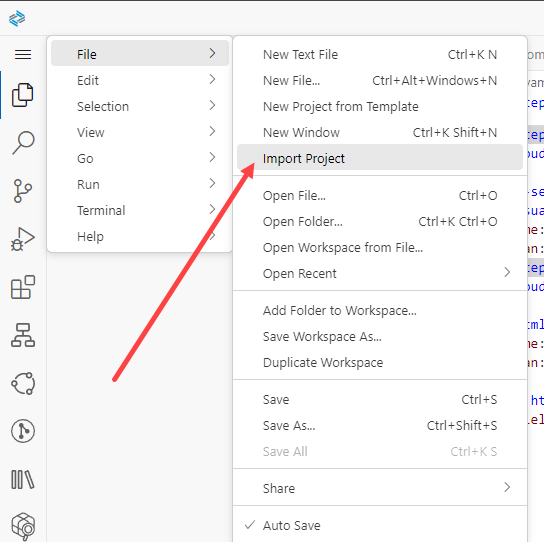 File
Edit
Selection
View
Go
Run
Terminal
Help
New Text File Ctrl+K N
New File... Ctrl+Alt+Windows+N
New Project from Template
New Window Ctrl+K Shift+N
Import Project
Open File... Ctrl+O
Open Folder... Ctrl+K Ctrl+O
Open Workspace from File...
Open Recent
Add Folder to Workspace...
Save Workspace As...
Duplicate Workspace
Save Ctrl+S
Save As... Ctrl+Shift+S
Save All Ctrl+K S
Share
Auto Save